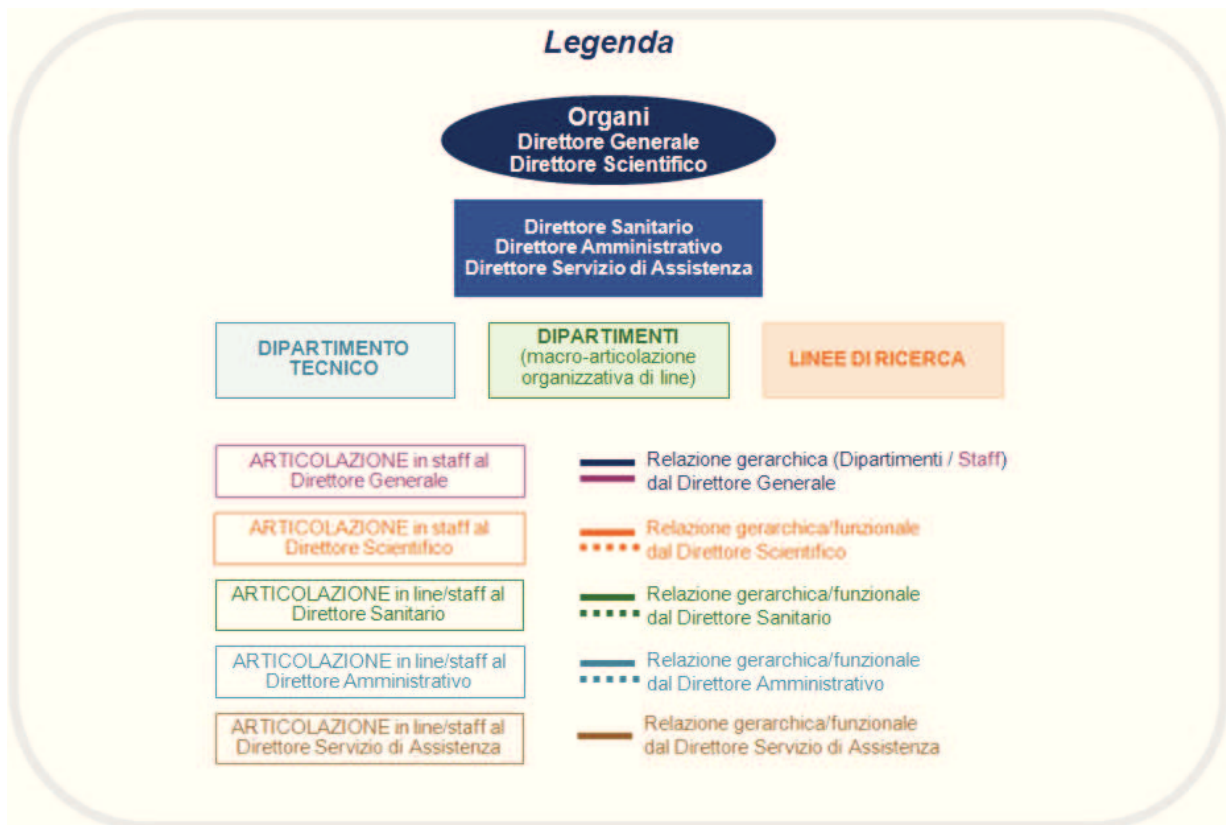 Legenda
Organi
Direttore Generale
Direttore Scientifico
Direttore Sanitario
Direttore Amministrativo
Direttore Servizio di Assistenza
DIPARTIMENTO
TECNICO
DIPARTIMENTI
(macro-articolazione
organizzativa di line)
LINEE DI RICERCA
ARTICOLAZIONE in staff al
Direttore Generale
Relazione gerarchica (Dipartimenti / Staff)
dal Direttore Generale
ARTICOLAZIONE in staff al
Direttore Scientifico
Relazione gerarchica/funzionale
dal Direttore Scientifico
ARTICOLAZIONE in line/staff al
Direttore Sanitario
Relazione gerarchica/funzionale
dal Direttore Sanitario
ARTICOLAZIONE in line/staff al
Direttore Amministrativo
Relazione gerarchica/funzionale
dal Direttore Amministrativo
ARTICOLAZIONE in line/staff al
Direttore Servizio di Assistenza
Relazione gerarchica/funzionale
dal Direttore Servizio di Assistenza